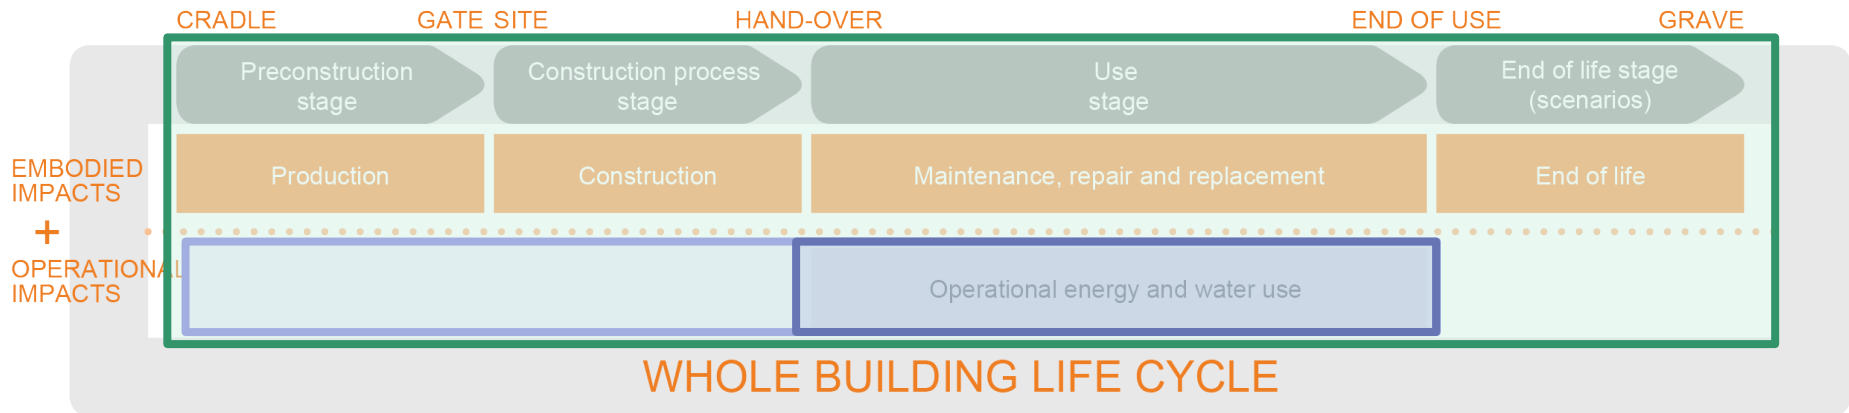 CRADLE GATE SITE HAND-OVER END OF USE GRAVE
Preconstruction
stage
Construction process
stage
Use
stage
End of life stage
(scenarios)
EMBODIED
IMPACTS
Production
Construction
Maintenance, repair and replacement
End of life
+
OPERATIONAL
IMPACTS
Operational energy and water use
WHOLE BUILDING LIFE CYCLE